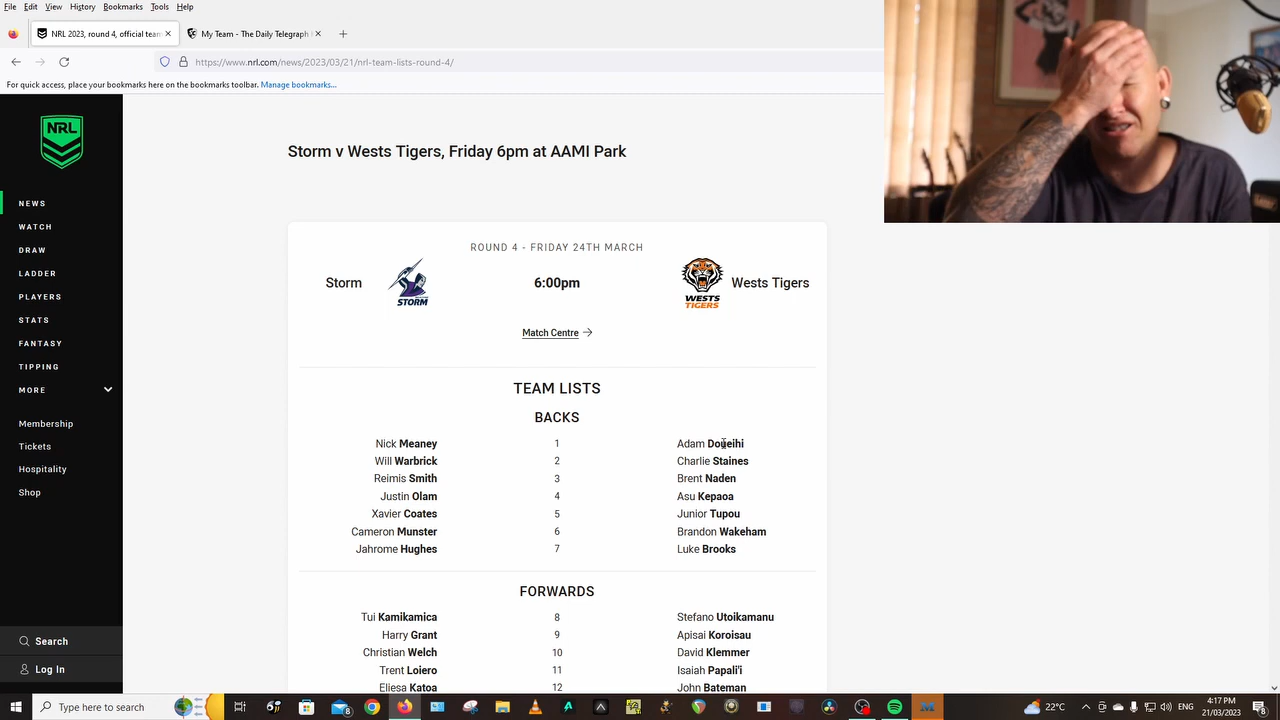 File Edit View History Bookmarks Tools Help
NRL 2023, round 4, official tean
My Team - The Daily Telegraph
https://www.nrl.com/news/2023/03/21/nrl-team-lists-round-4/
For quick access, place your bookmarks here on the bookmarks toolbar. Manage bookmarks...
NRL
NEWS
WATCH
DRAW
LADDER
PLAYERS
STATS
FANTASY
TIPPING
MORE
Membership
Tickets
Hospitality
Shop
Search
Log In
Storm v Wests Tigers, Friday 6pm at AAMI Park
ROUND 4 - FRIDAY 24TH MARCH
Storm STORM 6:00pm WESTS TIGERS Wests Tigers
Match Centre
TEAM LISTS
BACKS
Nick Meaney 1 Adam Doueihi
Will Warbrick 2 Charlie Staines
Reimis Smith 3 Brent Naden
Justin Olam 4 Asu Kepaoa
Xavier Coates 5 Junior Tupou
Cameron Munster 6 Brandon Wakeham
Jahrome Hughes 7 Luke Brooks
FORWARDS
Tui Kamikamica 8 Stefano Utoikamanu
Harry Grant 9 Apisai Koroisau
Christian Welch 10 David Klemmer
Trent Loiero 11 Isaiah Papali'i
Eliesa Katoa 12 John Bateman
Type here to search
22°C
ENG
4:17 PM
21/03/2023